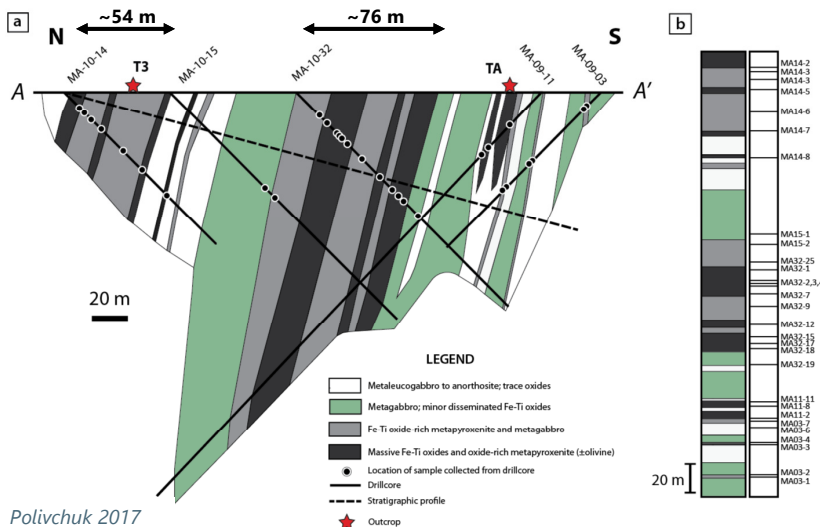 a
~54 m
~76 m
b
N
S
MA-10-14
T3
MA-10-15
MA-10-32
TA
MA-09-11
MA-09-03
A
A'
20 m
LEGEND
Metaleucogabbro to anorthosite; trace oxides
Metagabbro; minor disseminated Fe-Ti oxides
Fe-Ti oxide-rich metapyroxenite and metagabbro
Massive Fe-Ti oxides and oxide-rich metapyroxenite (±olivine)
Location of sample collected from drillcore
Drillcore
Stratigraphic profile
Outcrop
Polivchuk 2017
MA14-2
MA14-3
MA14-3
MA14-5
MA14-6
MA14-7
MA14-8
MA15-1
MA15-2
MA32-25
MA32-1
MA32-2,3,
MA32-7
MA32-9
MA32-12
MA32-15
MA32-17
MA32-18
MA32-19
MA11-11
MA11-8
MA11-2
MA03-7
MA03-6
MA03-4
MA03-3
MA03-2
MA03-1
20 m